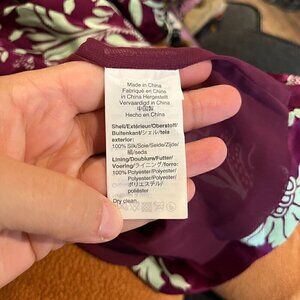 Made in China
Fabriqué en China
in China Hergestellt
Vervaardigd in China
中国製
Hecho en China
Shell/Extérieur/Oberstoff/
Buitenkant/シェル/tela
exterior:
100% Silk/Soie/Seide/Zijde/
絹/seda
Lining/Doublure/Futter/
Voering/ライニング/forro:
100% Polyester/Polyester/
Polyester/Polyester/
ポリエステル/
poliéster
Dry clean